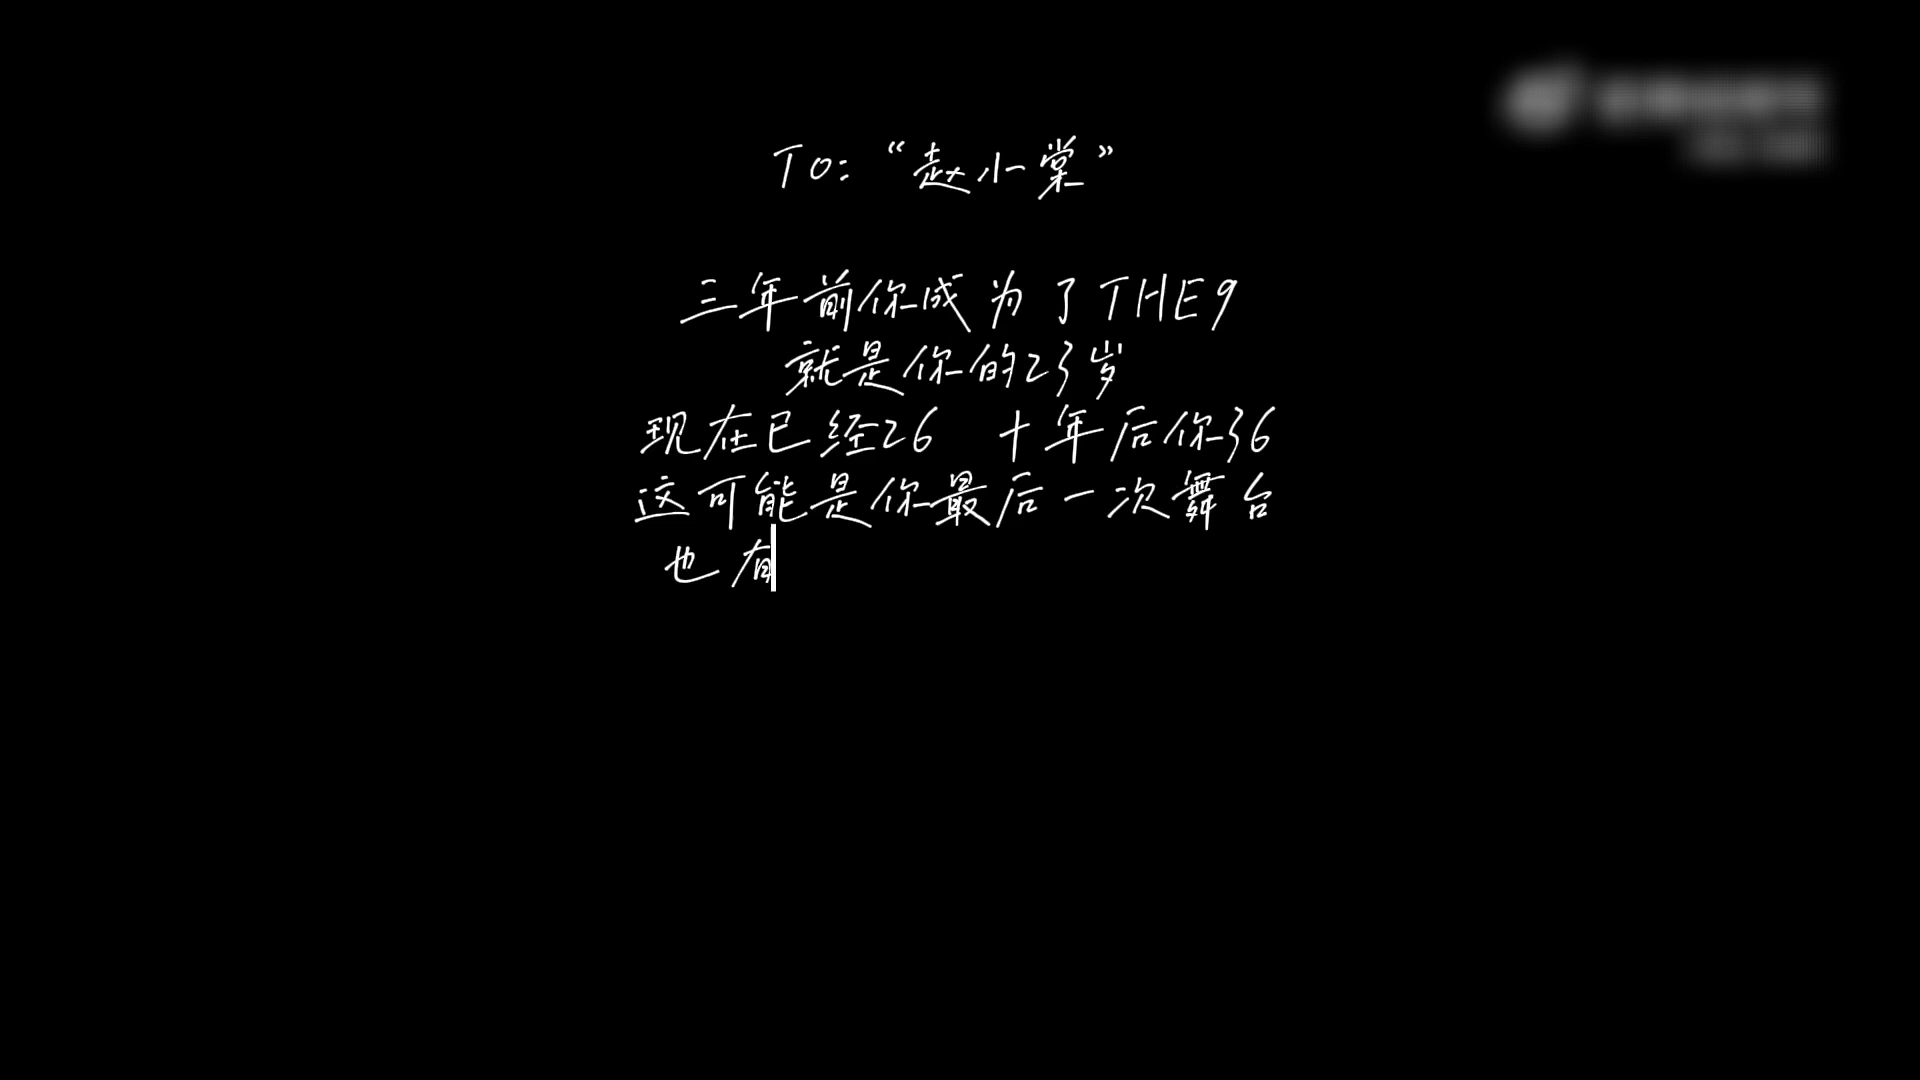 TO:“赵小棠”
三年前你成为了THE9
就是你的23岁
现在已经26 十年后你36
这可能是你最后一次舞台
也有